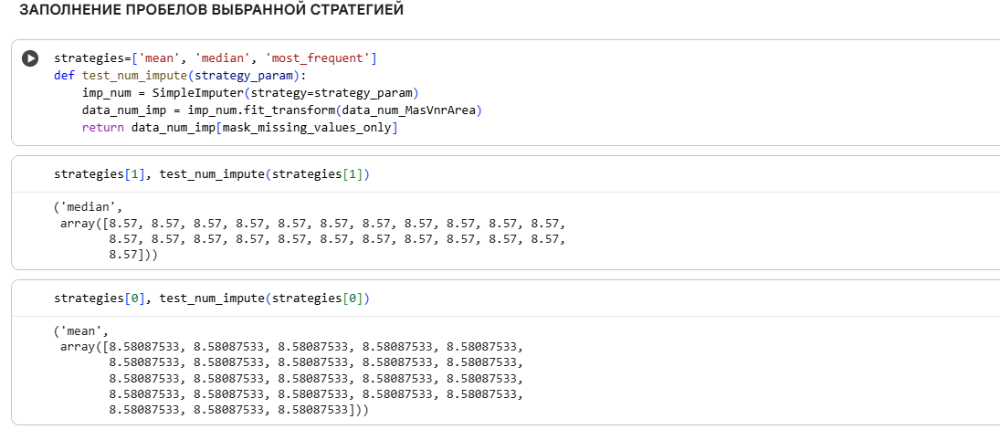 ЗАПОЛНЕНИЕ ПРОБЕЛОВ ВЫБРАННОЙ СТРАТЕГИЕЙ
strategies=['mean', 'median', 'most_frequent']
def test_num_impute(strategy_param):
    imp_num = SimpleImputer(strategy=strategy_param)
    data_num_imp = imp_num.fit_transform(data_num_MasVnrArea)
    return data_num_imp[mask_missing_values_only]
strategies[1], test_num_impute(strategies[1])
('median',
 array([8.57, 8.57, 8.57, 8.57, 8.57, 8.57, 8.57, 8.57, 8.57, 8.57, 8.57,
        8.57, 8.57, 8.57, 8.57, 8.57, 8.57, 8.57, 8.57, 8.57, 8.57, 8.57,
        8.57]))
strategies[0], test_num_impute(strategies[0])
('mean',
 array([8.58087533, 8.58087533, 8.58087533, 8.58087533, 8.58087533,
        8.58087533, 8.58087533, 8.58087533, 8.58087533, 8.58087533,
        8.58087533, 8.58087533, 8.58087533, 8.58087533, 8.58087533,
        8.58087533, 8.58087533, 8.58087533, 8.58087533, 8.58087533,
        8.58087533, 8.58087533, 8.58087533]))